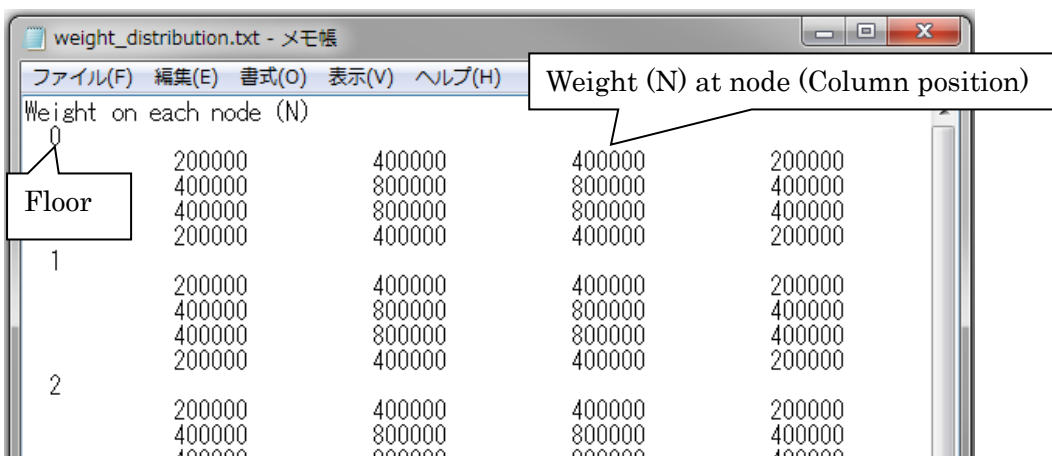 weight_distribution.txt - メモ帳
ファイル(F) 編集(E) 書式(O) 表示(V) ヘルプ(H)
Weight (N) at node (Column position)
Weight on each node (N)
0
200000 400000 400000 200000
400000 800000 800000 400000
Floor
400000 800000 800000 400000
200000 400000 400000 200000
1
200000 400000 400000 200000
400000 800000 800000 400000
400000 800000 800000 400000
200000 400000 400000 200000
2
200000 400000 400000 200000
400000 800000 800000 400000